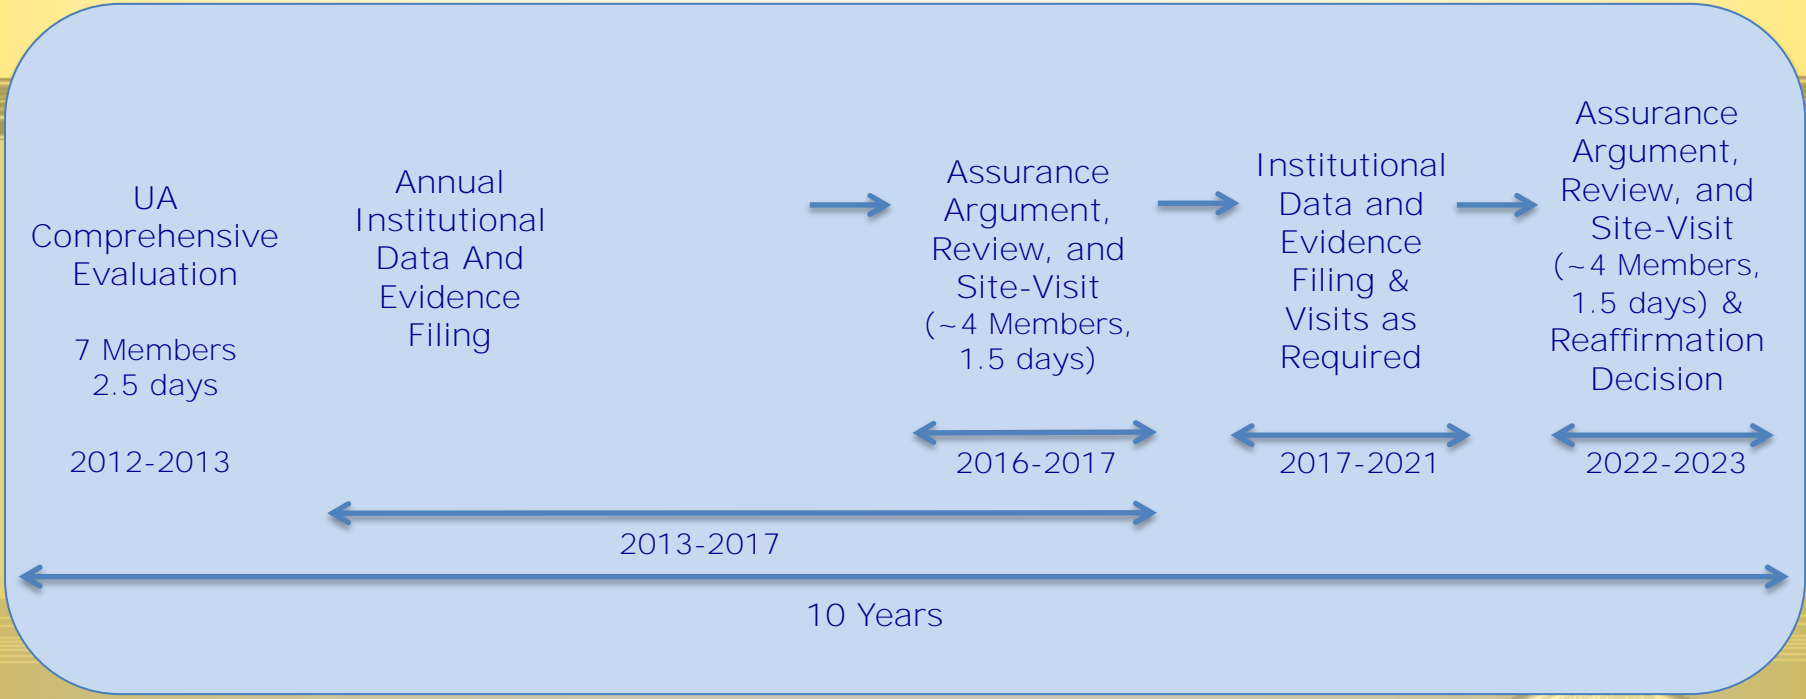 UA
Comprehensive
Evaluation
7 Members
2.5 days
2012-2013
Annual
Institutional
Data And
Evidence
Filing
Assurance
Argument,
Review, and
Site-Visit
(~4 Members,
1.5 days)
2016-2017
Institutional
Data and
Evidence
Filing &
Visits as
Required
2017-2021
Assurance
Argument,
Review, and
Site-Visit
(~4 Members,
1.5 days) &
Reaffirmation
Decision
2022-2023
2013-2017
10 Years